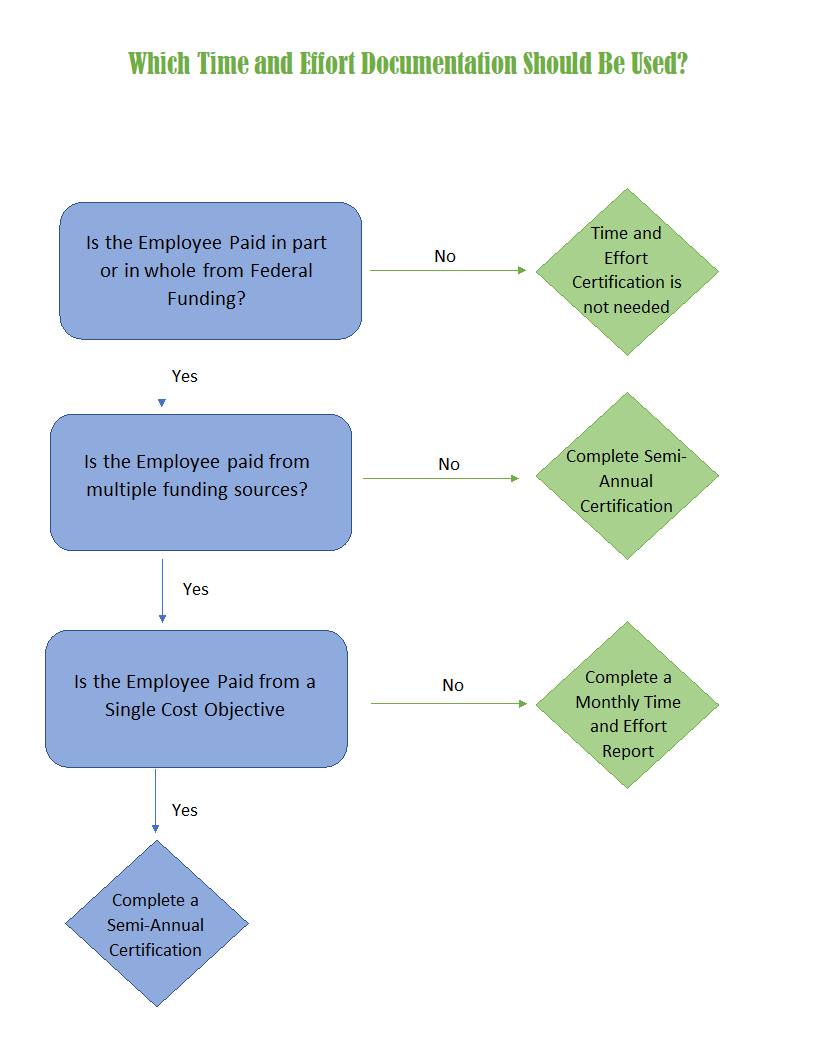 Which Time and Effort Documentation Should Be Used?
Is the Employee Paid in part
or in whole from Federal
Funding?
No
Time and
Effort
Certification is
not needed
Yes
Is the Employee paid from
multiple funding sources?
No
Complete Semi-
Annual
Certification
Yes
Is the Employee Paid from a
Single Cost Objective
No
Complete a
Monthly Time
and Effort
Report
Yes
Complete a
Semi-Annual
Certification